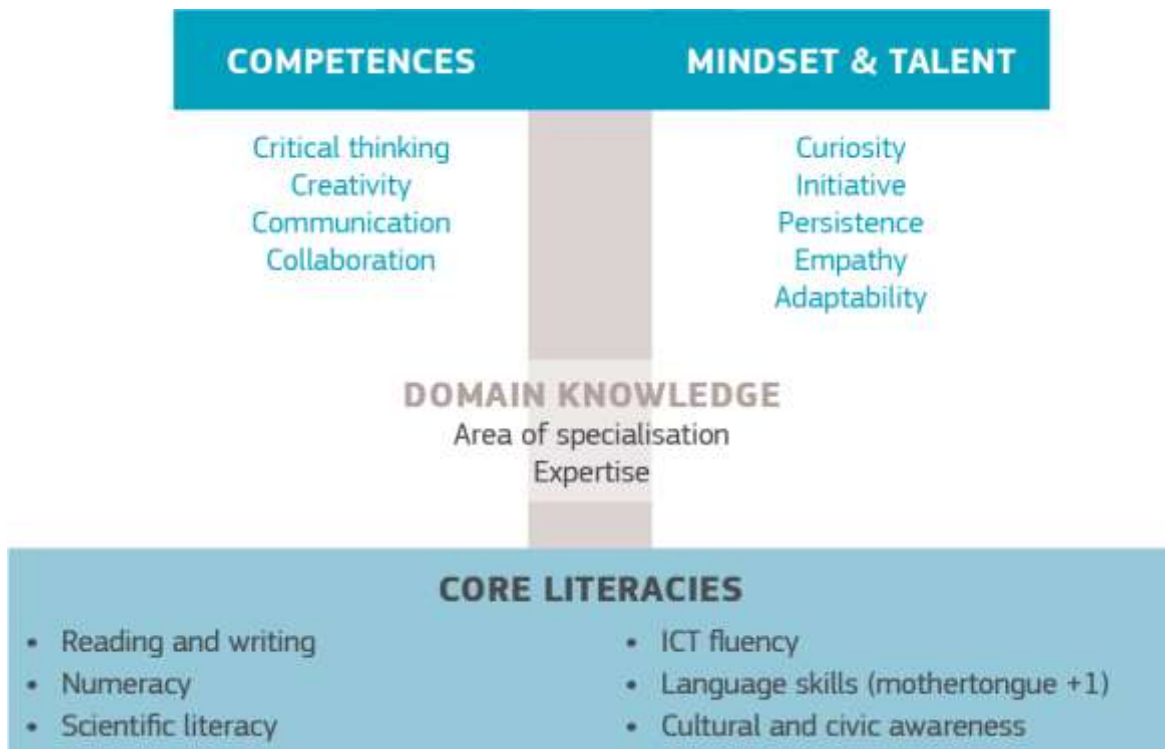 COMPETENCES
MINDSET & TALENT
Critical thinking
Creativity
Communication
Collaboration
Curiosity
Initiative
Persistence
Empathy
Adaptability
DOMAIN KNOWLEDGE
Area of specialisation
Expertise
CORE LITERACIES
• Reading and writing
• Numeracy
• Scientific literacy
• ICT fluency
• Language skills (mothertongue +1)
• Cultural and civic awareness